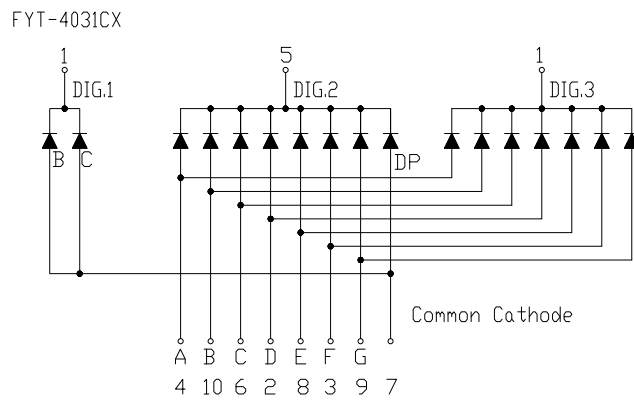 FYT-4031CX
1 5 1
DIG.1 DIG.2 DIG.3
B C DP
Common Cathode
A B C D E F G
4 10 6 2 8 3 9 7